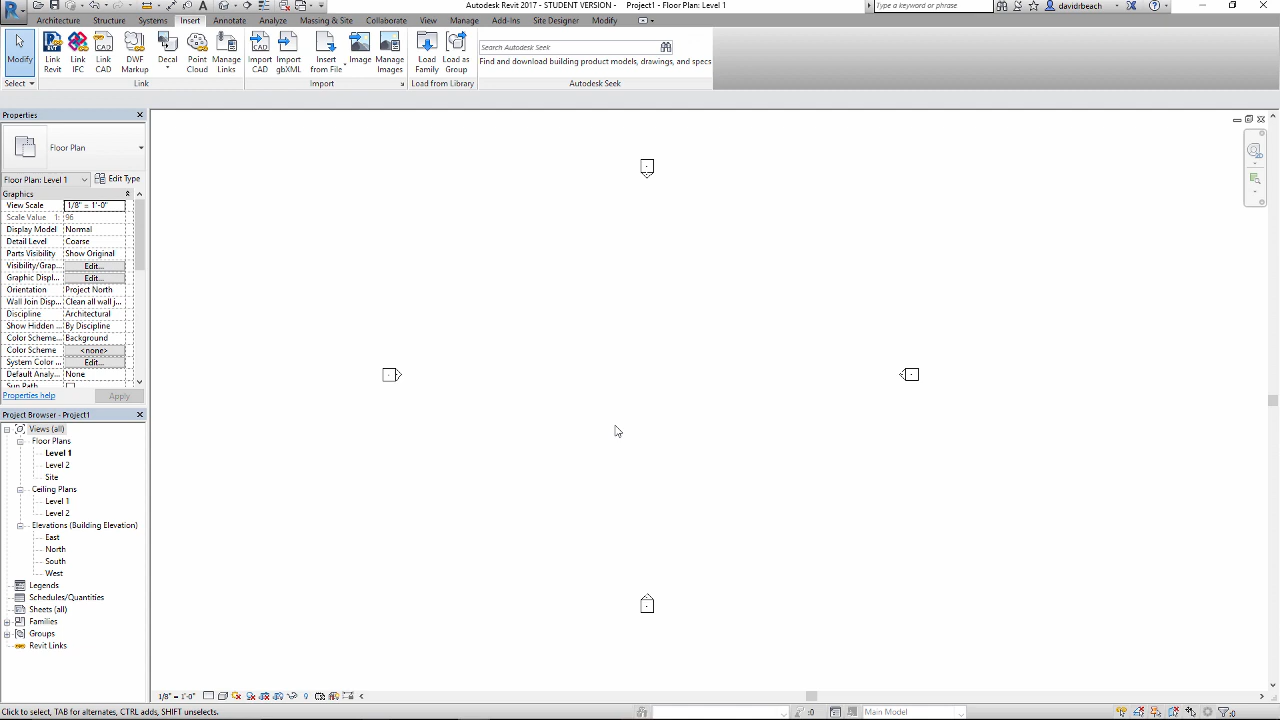 Autodesk Revit 2017 - STUDENT VERSION - Project1 - Floor Plan: Level 1
Type a keyword or phrase
davidrbeach
Architecture Structure Systems Insert Annotate Analyze Massing & Site Collaborate View Manage Add-Ins Site Designer Modify
Modify
Link Revit
Link IFC
Link CAD
DWF Markup
Decal
Point Cloud
Manage Links
Import CAD
Import gbXML
Insert from File
Image
Manage Images
Load Family
Load as Group
Search Autodesk Seek
Find and download building product models, drawings, and specs
Select
Link
Import
Load from Library
Autodesk Seek
Properties
Floor Plan
Floor Plan: Level 1
Edit Type
Graphics
View Scale 1/8" = 1'-0"
Scale Value 1: 96
Display Model Normal
Detail Level Coarse
Parts Visibility Show Original
Visibility/Grap... Edit...
Graphic Displ... Edit...
Orientation Project North
Wall Join Disp... Clean all wall j...
Discipline Architectural
Show Hidden ... By Discipline
Color Scheme... Background
Color Scheme <none>
System Color ... Edit...
Default Analy... None
Sun Path
Properties help
Apply
Project Browser - Project1
Views (all)
Floor Plans
Level 1
Level 2
Site
Ceiling Plans
Level 1
Level 2
Elevations (Building Elevation)
East
North
South
West
Legends
Schedules/Quantities
Sheets (all)
Families
Groups
Revit Links
1/8" = 1'-0"
Click to select, TAB for alternates, CTRL adds, SHIFT unselects.
:0
Main Model
:0